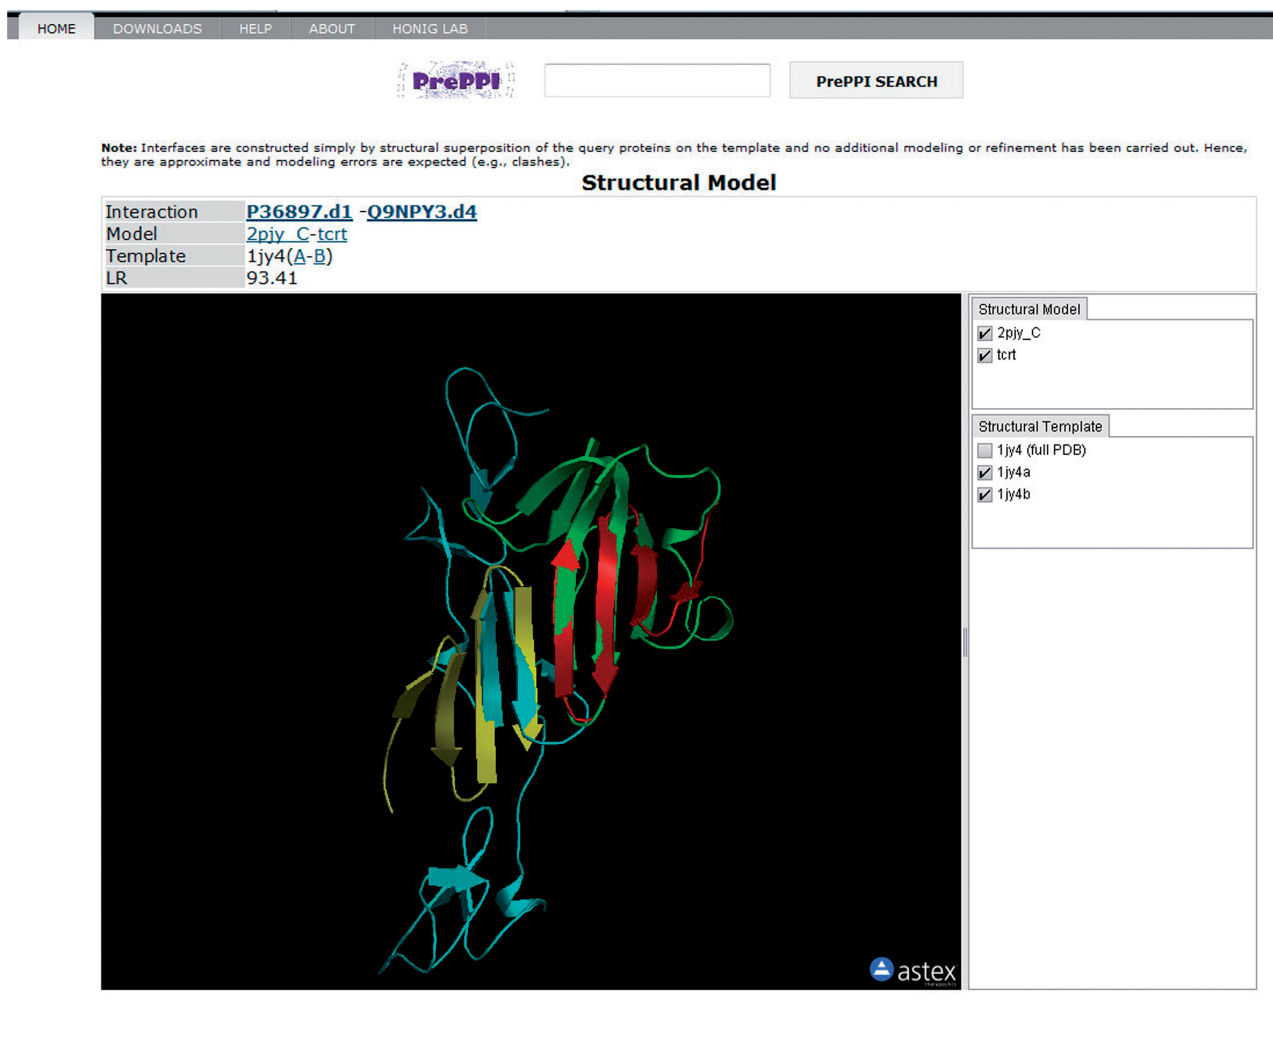 HOME DOWNLOADS HELP ABOUT HONIG LAB
PrePPI PrePPI SEARCH
Note: Interfaces are constructed simply by structural superposition of the query proteins on the template and no additional modeling or refinement has been carried out. Hence,
they are approximate and modeling errors are expected (e.g., clashes).
Structural Model
Interaction P36897.d1 -Q9NPY3.d4
Model 2pjy_C-tcrt
Template 1jy4(A-B)
LR 93.41
Structural Model
2pjy_C
tcrt
Structural Template
1jy4 (full PDB)
1jy4a
1jy4b
astex
therapeutics